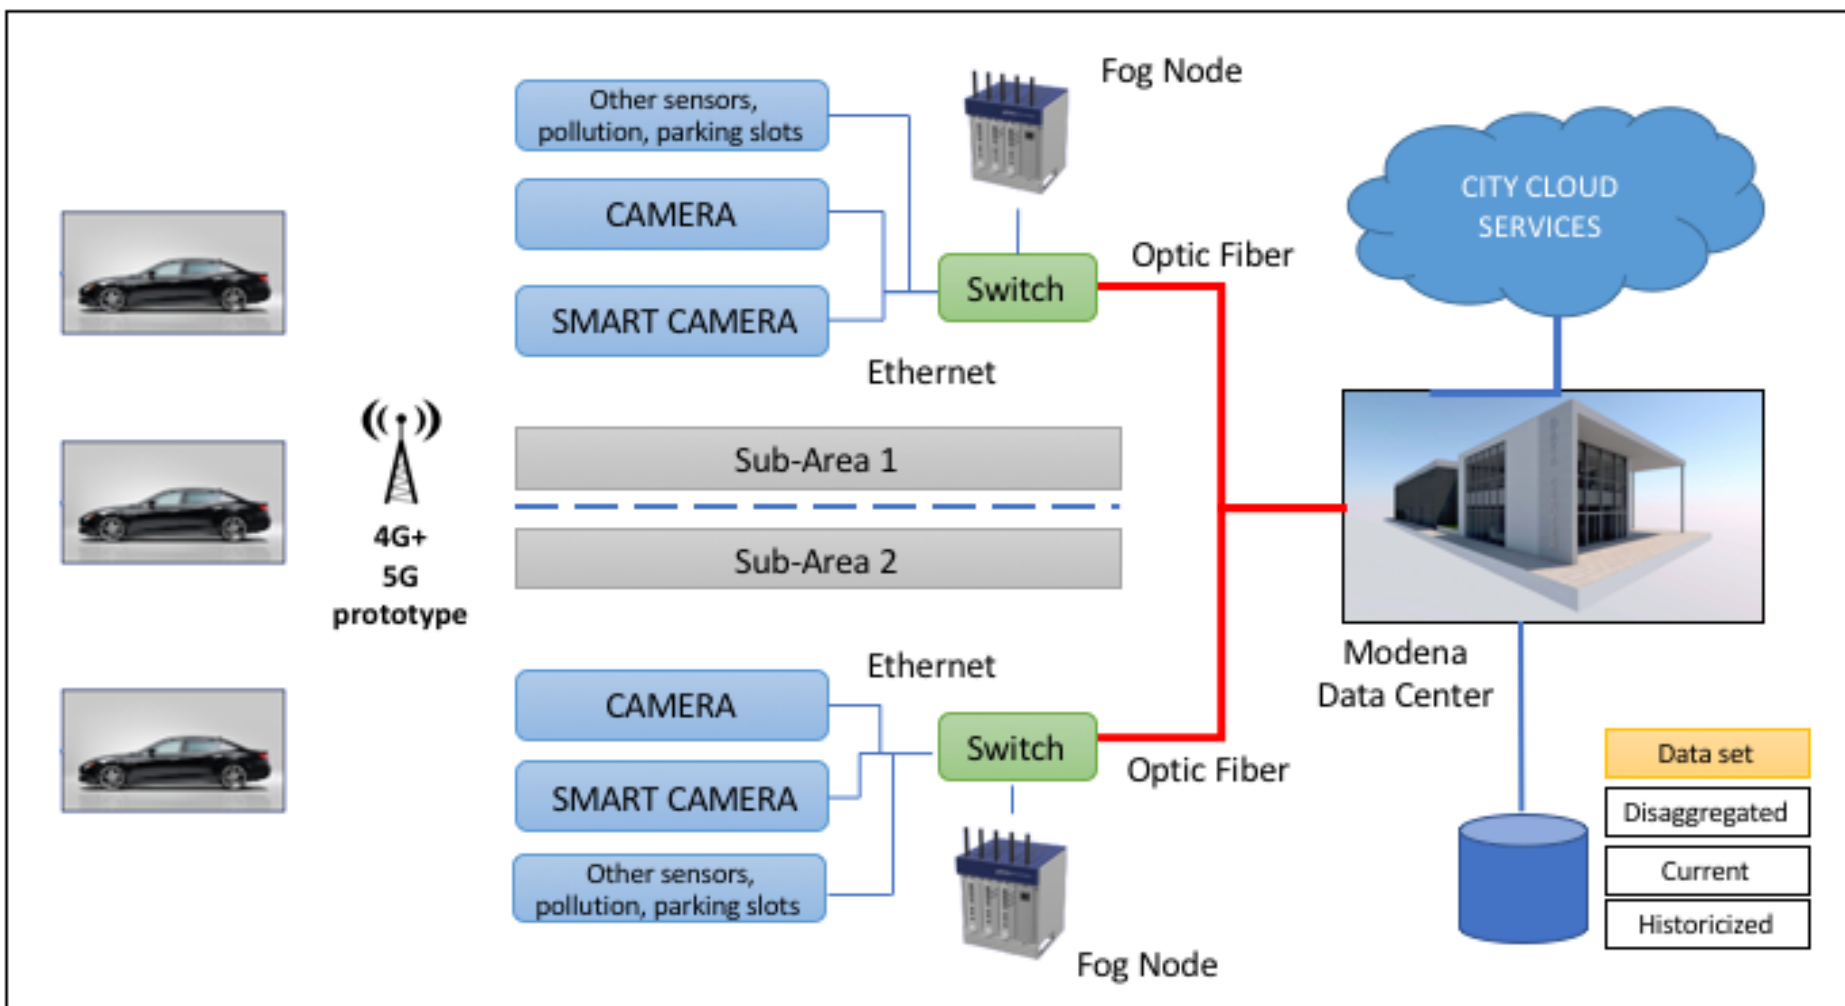 Fog Node
Other sensors,
pollution, parking slots
CAMERA
SMART CAMERA
Switch
Optic Fiber
Ethernet
CITY CLOUD
SERVICES
4G+
5G
prototype
Sub-Area 1
Sub-Area 2
Ethernet
CAMERA
SMART CAMERA
Other sensors,
pollution, parking slots
Switch
Optic Fiber
Fog Node
Modena
Data Center
Data set
Disaggregated
Current
Historicized